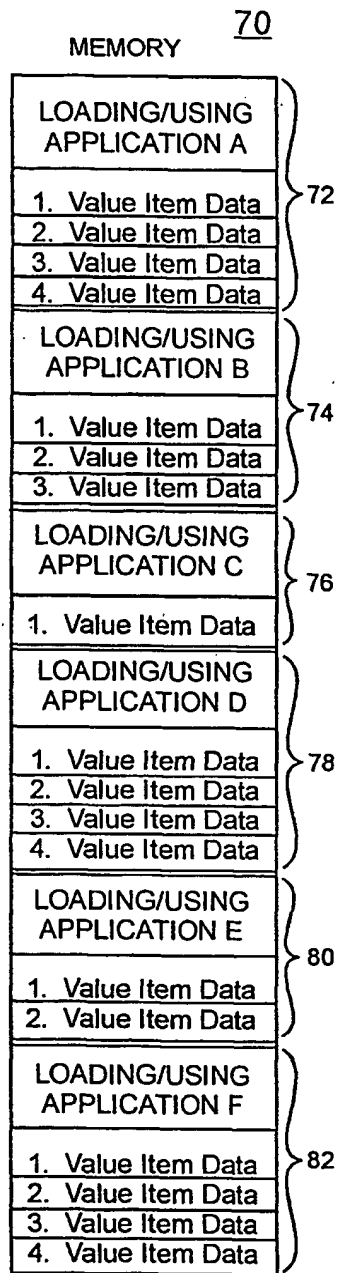 70
MEMORY
LOADING/USING
APPLICATION A
1. Value Item Data
2. Value Item Data
3. Value Item Data
4. Value Item Data
72
LOADING/USING
APPLICATION B
1. Value Item Data
2. Value Item Data
3. Value Item Data
74
LOADING/USING
APPLICATION C
1. Value Item Data
76
LOADING/USING
APPLICATION D
1. Value Item Data
2. Value Item Data
3. Value Item Data
4. Value Item Data
78
LOADING/USING
APPLICATION E
1. Value Item Data
2. Value Item Data
80
LOADING/USING
APPLICATION F
1. Value Item Data
2. Value Item Data
3. Value Item Data
4. Value Item Data
82